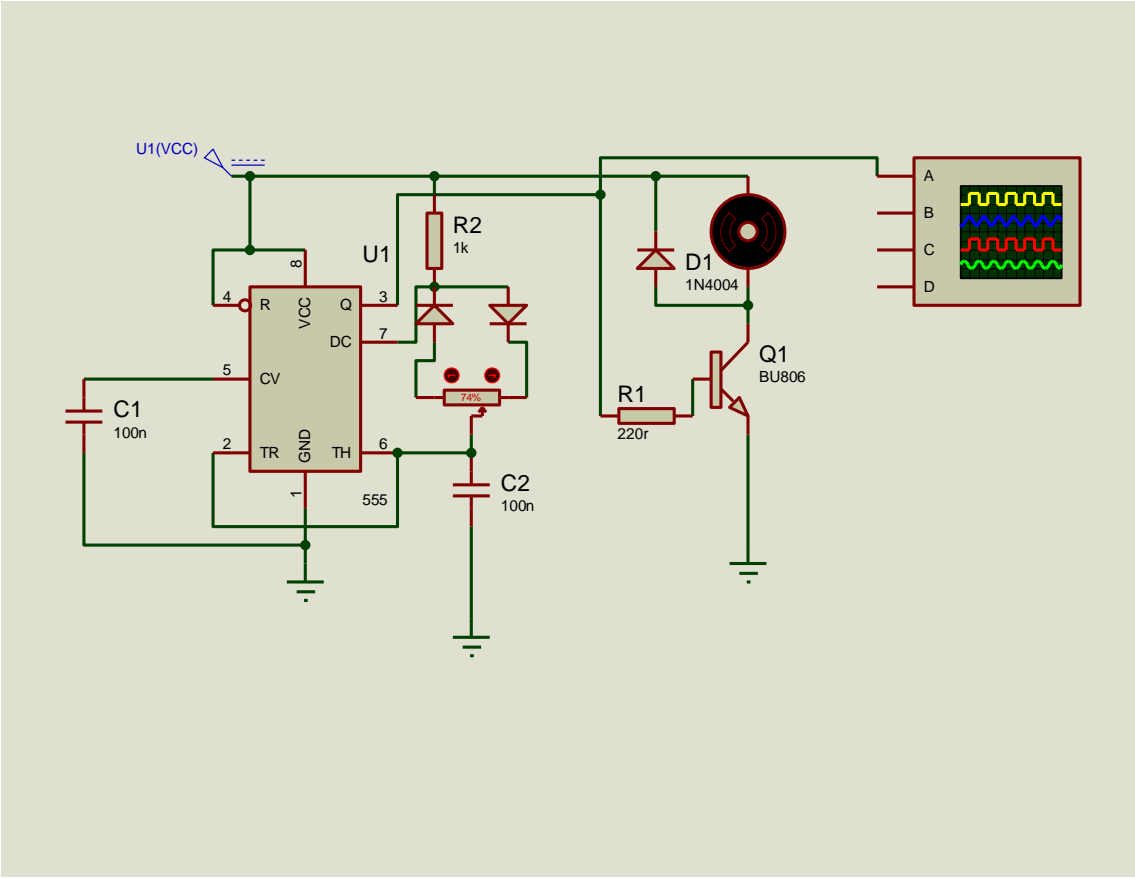 U1(VCC)
R2
1k
U1
8
VCC
4
R
Q
3
DC
7
5
CV
2
TR
GND
TH
6
1
555
C1
100n
74%
C2
100n
D1
1N4004
R1
220r
Q1
BU806
A
B
C
D